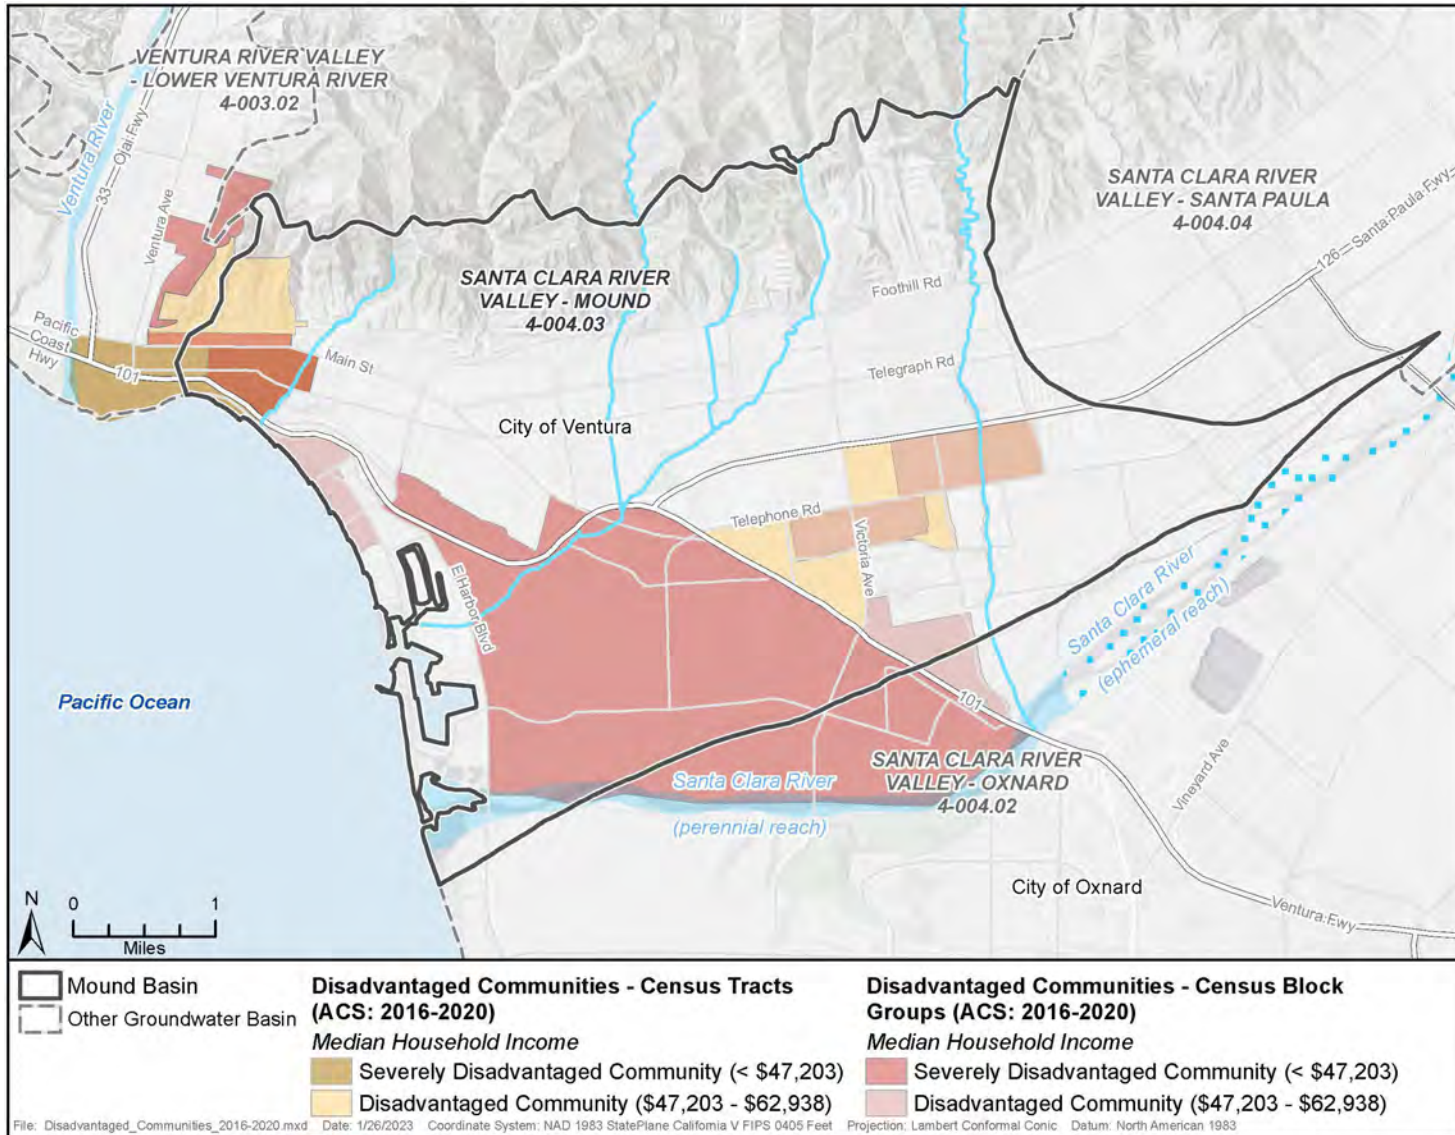 VENTURA RIVER VALLEY
- LOWER VENTURA RIVER
4-003.02
Ventura River
33
Ojai Fwy
Ventura Ave
SANTA CLARA RIVER
VALLEY - SANTA PAULA
4-004.04
126
Santa Paula Fwy
SANTA CLARA RIVER
VALLEY - MOUND
4-004.03
Foothill Rd
Pacific
Coast
Hwy
101
Main St
Telegraph Rd
City of Ventura
Telephone Rd
Victoria Ave
E Harbor Blvd
Santa Clara River
(ephemeral reach)
Pacific Ocean
101
SANTA CLARA RIVER
VALLEY - OXNARD
4-004.02
Santa Clara River
(perennial reach)
Vineyard Ave
City of Oxnard
Ventura Fwy
N
0 1
Miles
Mound Basin
Other Groundwater Basin
Disadvantaged Communities - Census Tracts
(ACS: 2016-2020)
Median Household Income
Severely Disadvantaged Community (< $47,203)
Disadvantaged Community ($47,203 - $62,938)
Disadvantaged Communities - Census Block
Groups (ACS: 2016-2020)
Median Household Income
Severely Disadvantaged Community (< $47,203)
Disadvantaged Community ($47,203 - $62,938)
File: Disadvantaged_Communities_2016-2020.mxd Date: 1/26/2023 Coordinate System: NAD 1983 StatePlane California V FIPS 0405 Feet Projection: Lambert Conformal Conic Datum: North American 1983